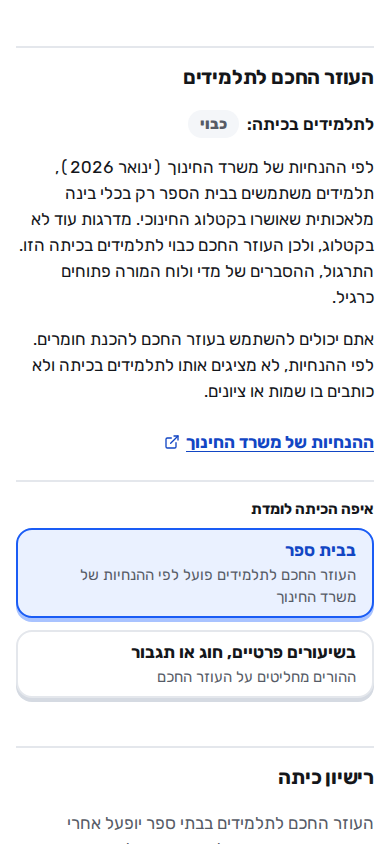 העוזר החכם לתלמידים
לתלמידים בכיתה: כבוי
לפי ההנחיות של משרד החינוך (ינואר 2026),
תלמידים משתמשים בבית הספר רק בכלי בינה
מלאכותית שאושרו בקטלוג החינוכי. מדרגות עוד לא
בקטלוג, ולכן העוזר החכם כבוי לתלמידים בכיתה הזו.
התרגול, ההסברים של מדי ולוח המורה פתוחים
כרגיל.
אתם יכולים להשתמש בעוזר החכם להכנת חומרים.
לפי ההנחיות, לא מציגים אותו לתלמידים בכיתה ולא
כותבים בו שמות או ציונים.
ההנחיות של משרד החינוך
איפה הכיתה לומדת
בבית ספר
העוזר החכם לתלמידים פועל לפי ההנחיות של
משרד החינוך
בשיעורים פרטיים, חוג או תגבור
ההורים מחליטים על העוזר החכם
רישיון כיתה
העוזר החכם לתלמידים בבתי ספר יופעל אחרי